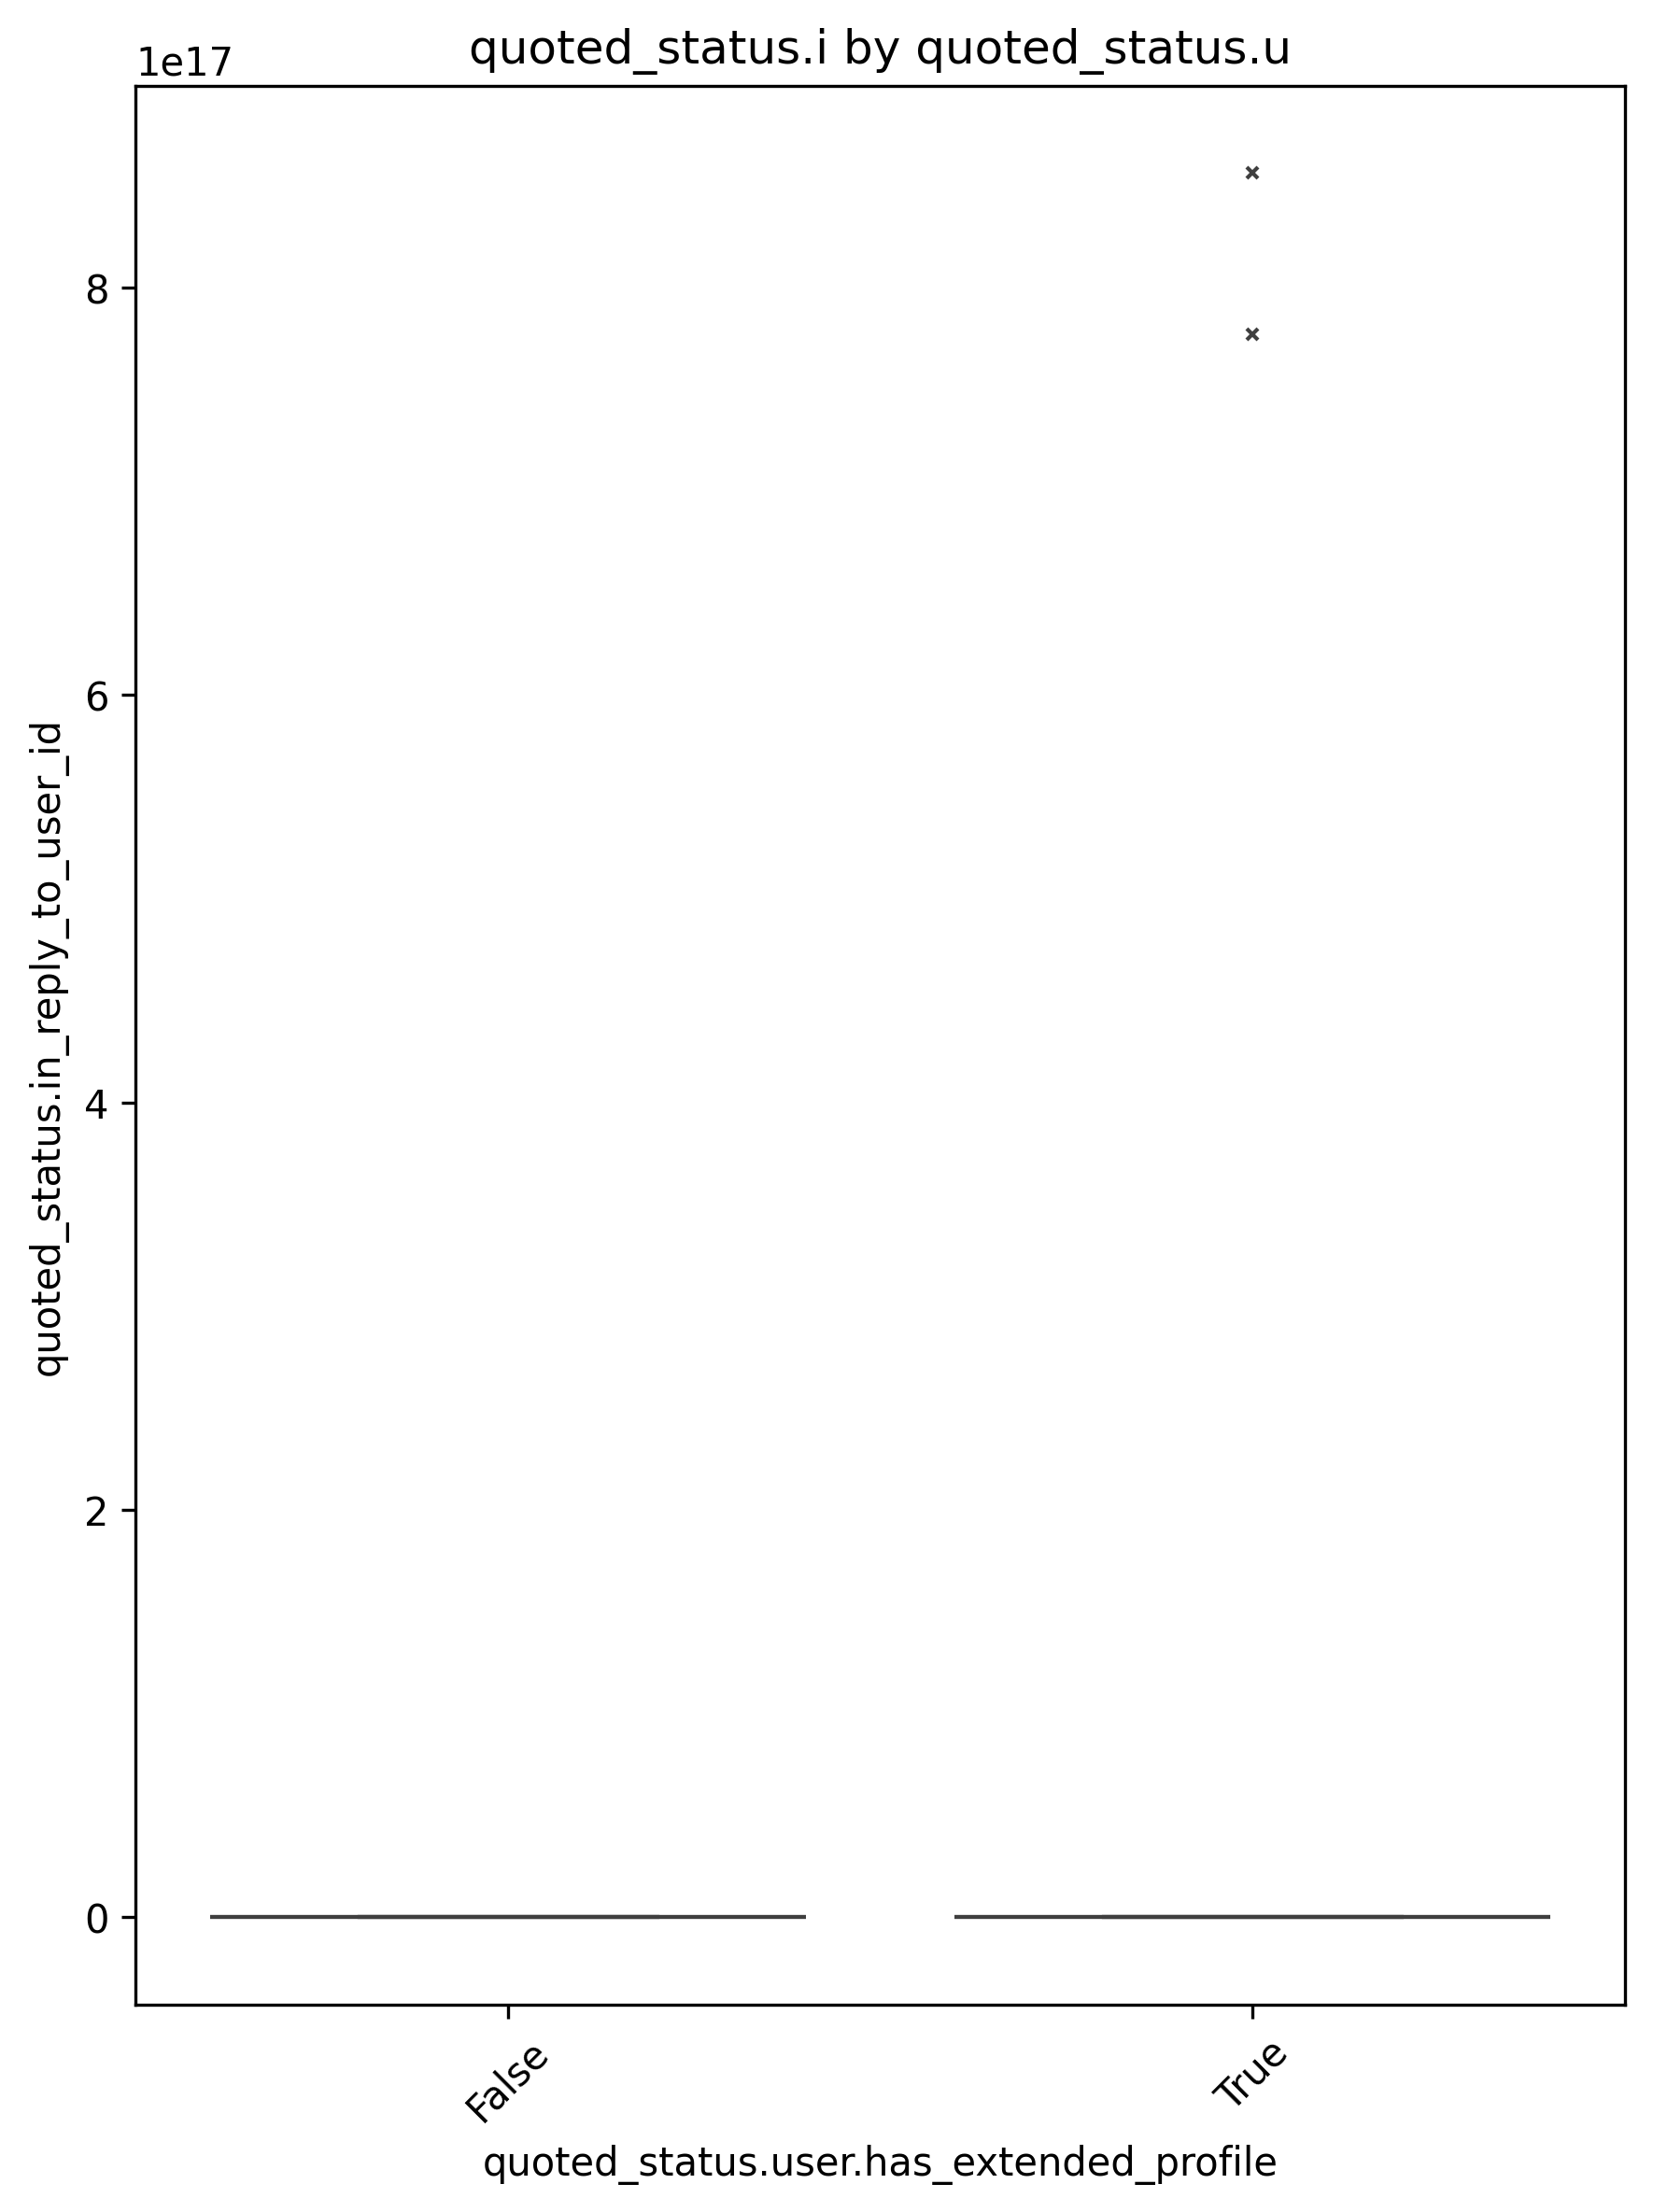 quoted_status.i by quoted_status.u
1e17
8
6
4
2
0
quoted_status.in_reply_to_user_id
False
True
quoted_status.user.has_extended_profile